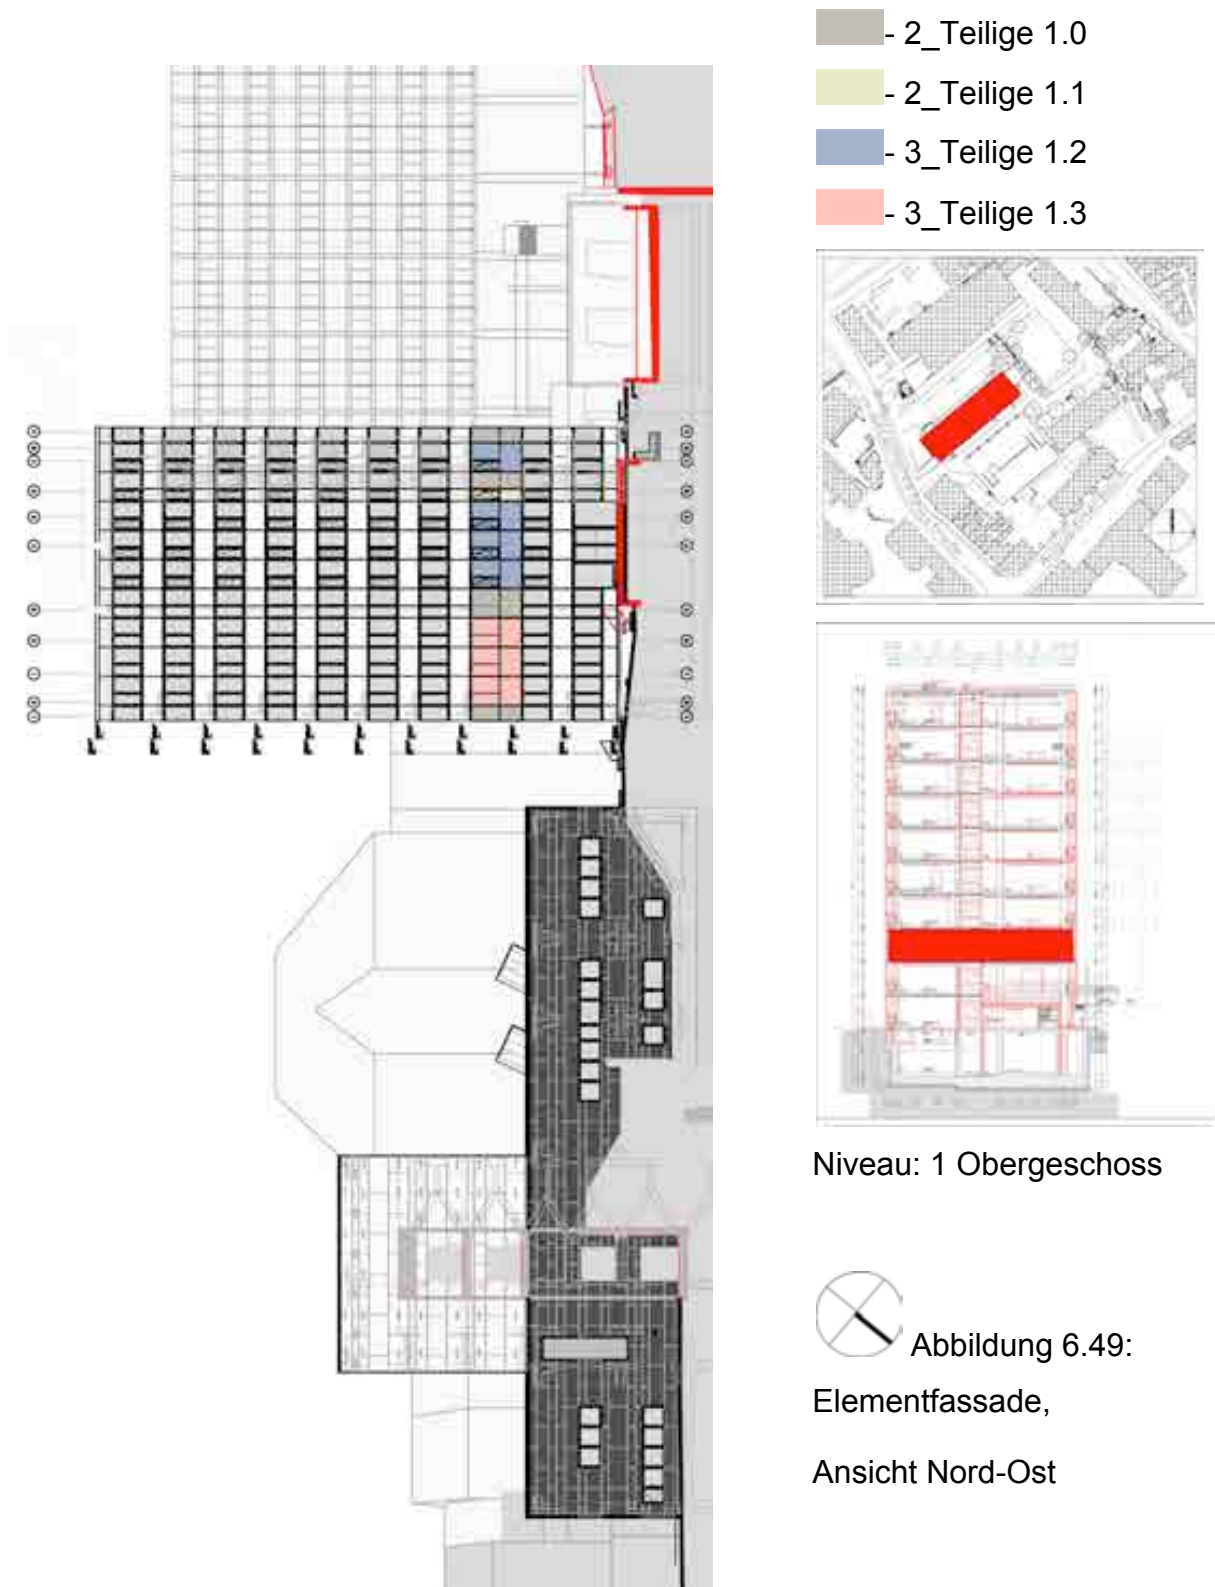 - 2_Teilige 1.0
- 2_Teilige 1.1
- 3_Teilige 1.2
- 3_Teilige 1.3
Niveau: 1 Obergeschoss
Abbildung 6.49:
Elementfassade,
Ansicht Nord-Ost